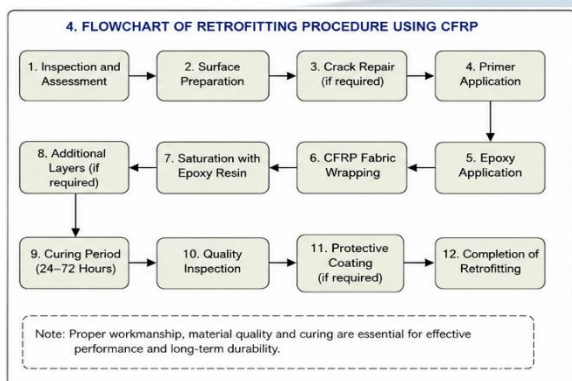 4. FLOWCHART OF RETROFITTING PROCEDURE USING CFRP
1. Inspection and
Assessment
2. Surface
Preparation
3. Crack Repair
(if required)
4. Primer
Application
5. Epoxy
Application
6. CFRP Fabric
Wrapping
7. Saturation with
Epoxy Resin
8. Additional
Layers (if
required)
9. Curing Period
(24–72 Hours)
10. Quality
Inspection
11. Protective
Coating
(if required)
12. Completion of
Retrofitting
Note: Proper workmanship, material quality and curing are essential for effective
performance and long-term durability.